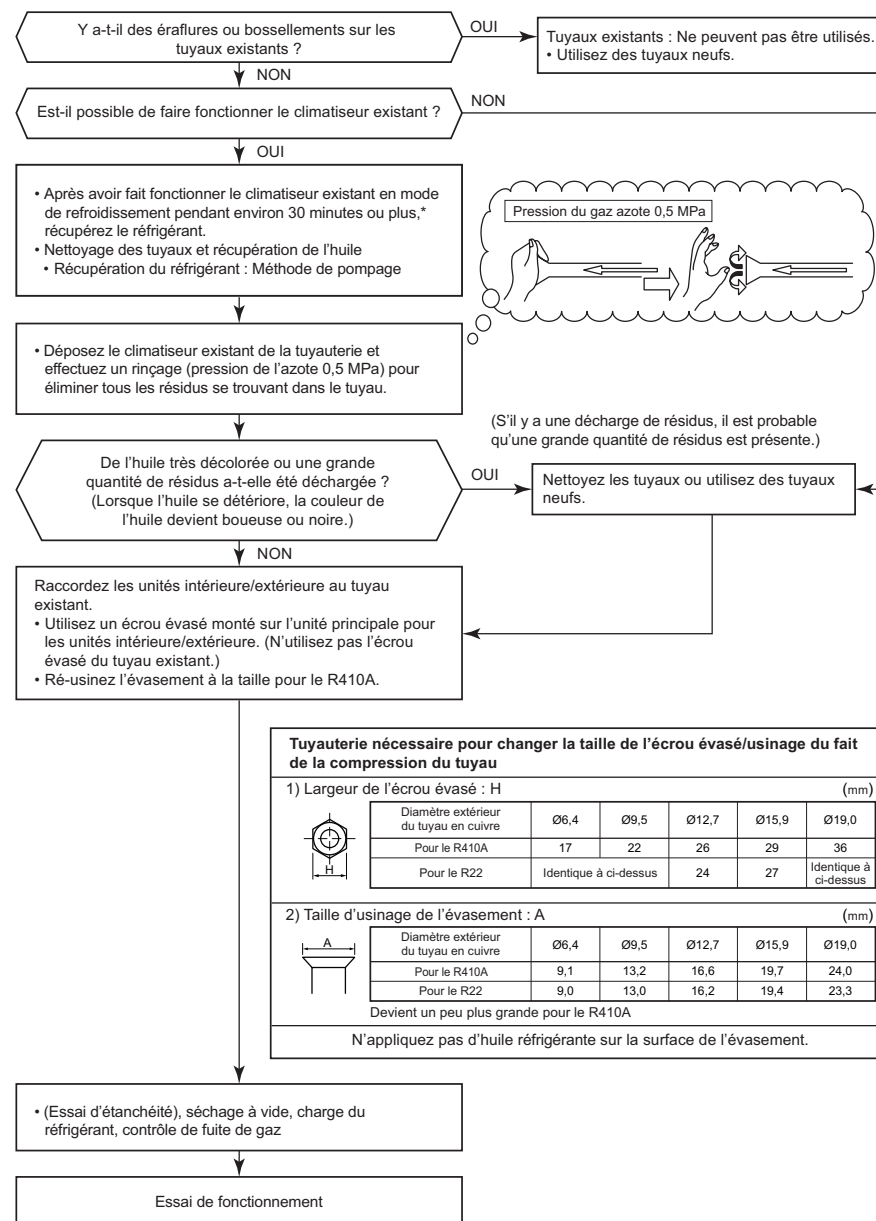 Y a-t-il des éraflures ou bossellements sur les
tuyaux existants ?
OUI
Tuyaux existants : Ne peuvent pas être utilisés.
• Utilisez des tuyaux neufs.
NON
Est-il possible de faire fonctionner le climatiseur existant ?
NON
OUI
• Après avoir fait fonctionner le climatiseur existant en mode
de refroidissement pendant environ 30 minutes ou plus,*
récupérez le réfrigérant.
• Nettoyage des tuyaux et récupération de l'huile
• Récupération du réfrigérant : Méthode de pompage
Pression du gaz azote 0,5 MPa
• Déposez le climatiseur existant de la tuyauterie et
effectuez un rinçage (pression de l'azote 0,5 MPa) pour
éliminer tous les résidus se trouvant dans le tuyau.
(S'il y a une décharge de résidus, il est probable
qu'une grande quantité de résidus est présente.)
De l'huile très décolorée ou une grande
quantité de résidus a-t-elle été déchargée ?
(Lorsque l'huile se détériore, la couleur de
l'huile devient boueuse ou noire.)
OUI
Nettoyez les tuyaux ou utilisez des tuyaux
neufs.
NON
Raccordez les unités intérieure/extérieure au tuyau
existant.
• Utilisez un écrou évasé monté sur l'unité principale pour
les unités intérieure/extérieure. (N'utilisez pas l'écrou
évasé du tuyau existant.)
• Ré-usinez l'évasement à la taille pour le R410A.
Tuyauterie nécessaire pour changer la taille de l'écrou évasé/usinage du fait
de la compression du tuyau
1) Largeur de l'écrou évasé : H (mm)
H
Diamètre extérieur
du tuyau en cuivre Ø6,4 Ø9,5 Ø12,7 Ø15,9 Ø19,0
Pour le R410A 17 22 26 29 36
Pour le R22 Identique à ci-dessus 24 27 Identique à
ci-dessus
2) Taille d'usinage de l'évasement : A (mm)
A
Diamètre extérieur
du tuyau en cuivre Ø6,4 Ø9,5 Ø12,7 Ø15,9 Ø19,0
Pour le R410A 9,1 13,2 16,6 19,7 24,0
Pour le R22 9,0 13,0 16,2 19,4 23,3
Devient un peu plus grande pour le R410A
N'appliquez pas d'huile réfrigérante sur la surface de l'évasement.
• (Essai d'étanchéité), séchage à vide, charge du
réfrigérant, contrôle de fuite de gaz
Essai de fonctionnement